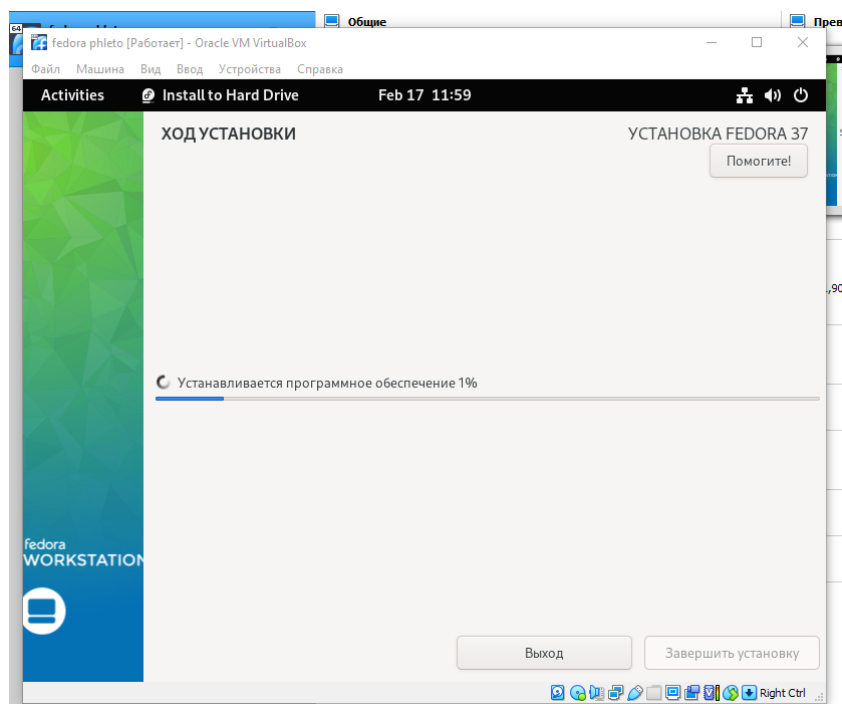 64
Общие
Прев
fedora phleto [Работает] - Oracle VM VirtualBox
Файл Машина Вид Ввод Устройства Справка
Activities Install to Hard Drive Feb 17 11:59
ХОД УСТАНОВКИ
УСТАНОВКА FEDORA 37
Помогите!
,90
Устанавливается программное обеспечение 1%
fedora
WORKSTATION
Выход
Завершить установку
Right Ctrl